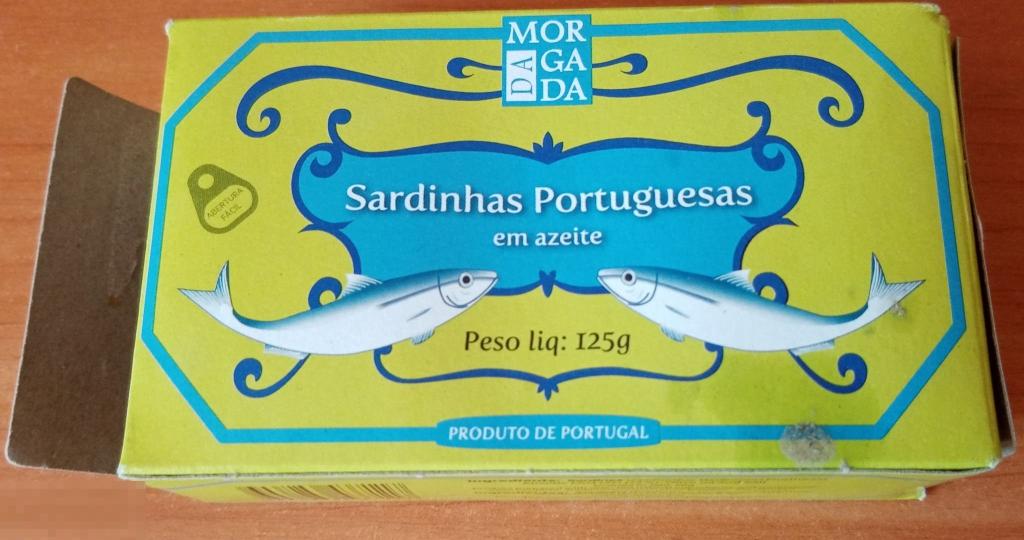 MOR
DA GA
DA
ABERTURA
FÁCIL
Sardinhas Portuguesas
em azeite
Peso liq: 125g
PRODUTO DE PORTUGAL